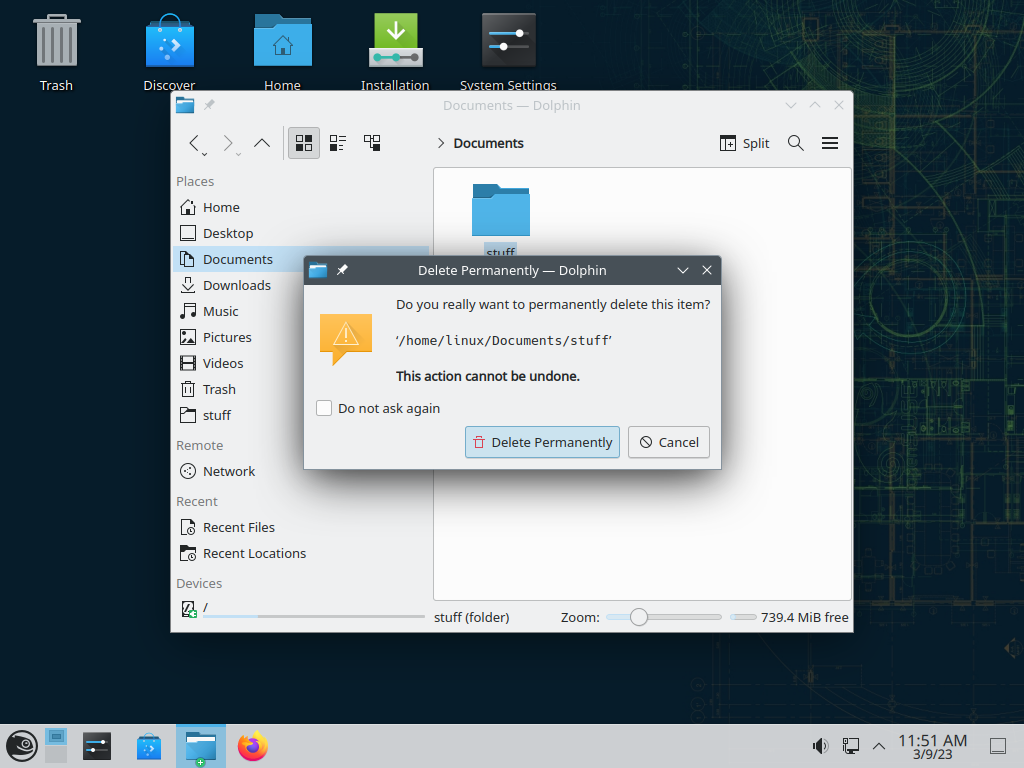 Trash
Discover
Home
Installation
System Settings
Documents — Dolphin
Documents
Split
Places
Home
Desktop
Documents
Downloads
Music
Pictures
Videos
Trash
stuff
Remote
Network
Recent
Recent Files
Recent Locations
Devices
/
stuff
Delete Permanently — Dolphin
Do you really want to permanently delete this item?
‘/home/linux/Documents/stuff’
This action cannot be undone.
Do not ask again
Delete Permanently
Cancel
stuff (folder)
Zoom:
739.4 MiB free
11:51 AM
3/9/23